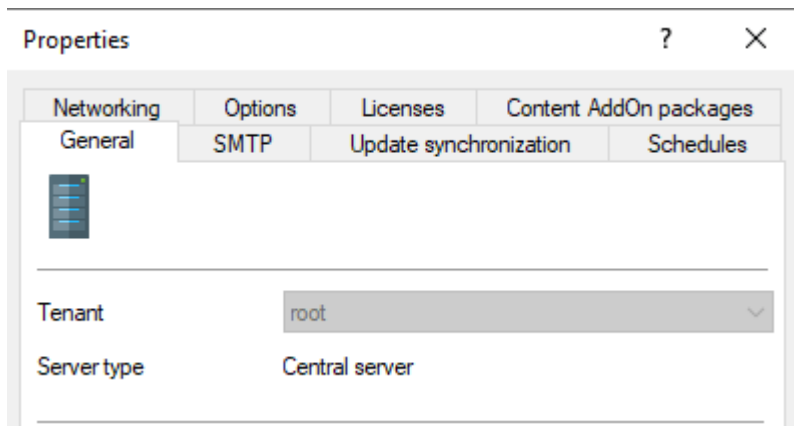 Properties ?
Networking Options Licenses Content AddOn packages
General SMTP Update synchronization Schedules
Tenant root
Server type Central server